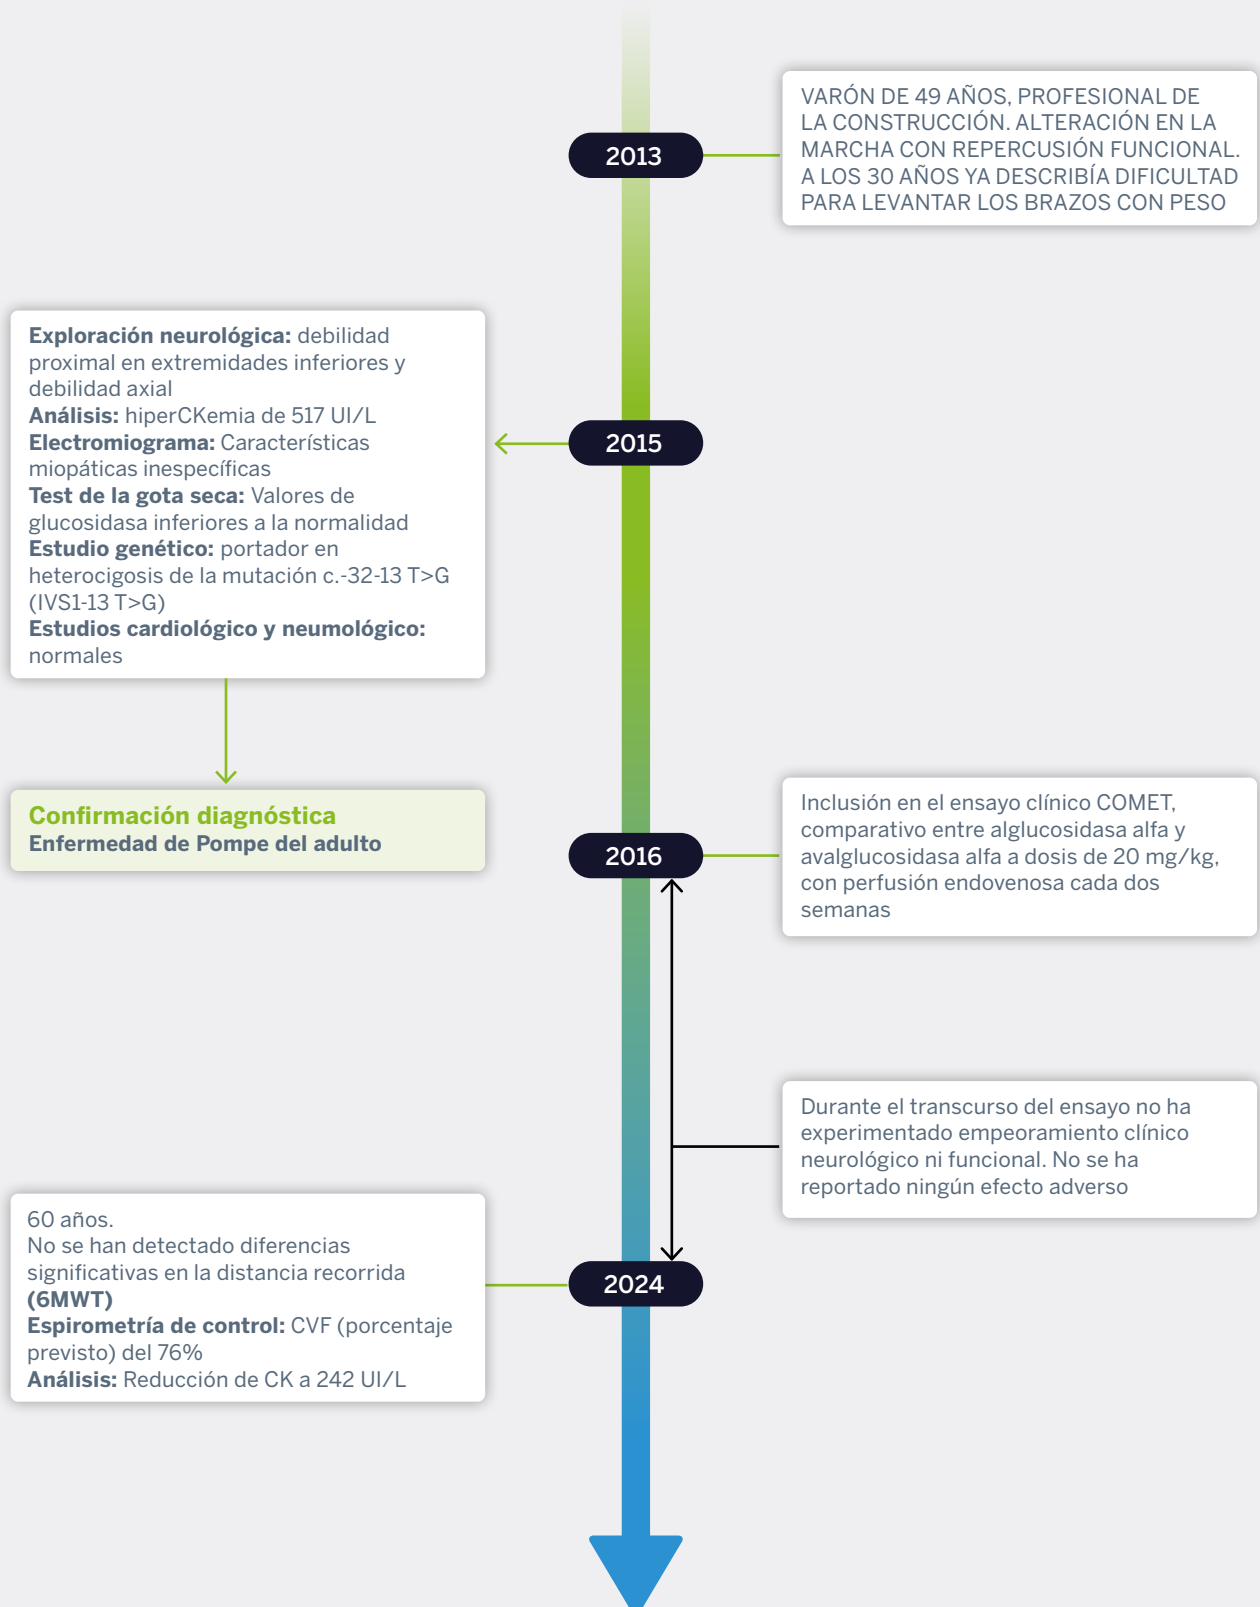 2013
VARÓN DE 49 AÑOS, PROFESIONAL DE
LA CONSTRUCCIÓN. ALTERACIÓN EN LA
MARCHA CON REPERCUSIÓN FUNCIONAL.
A LOS 30 AÑOS YA DESCRIBÍA DIFICULTAD
PARA LEVANTAR LOS BRAZOS CON PESO
2015
Exploración neurológica: debilidad
proximal en extremidades inferiores y
debilidad axial
Análisis: hiperCKemia de 517 UI/L
Electromiograma: Características
miopáticas inespecíficas
Test de la gota seca: Valores de
glucosidasa inferiores a la normalidad
Estudio genético: portador en
heterocigosis de la mutación c.-32-13 T>G
(IVS1-13 T>G)
Estudios cardiológico y neumológico:
normales
Confirmación diagnóstica
Enfermedad de Pompe del adulto
2016
Inclusión en el ensayo clínico COMET,
comparativo entre alglucosidasa alfa y
avalglucosidasa alfa a dosis de 20 mg/kg,
con perfusión endovenosa cada dos
semanas
Durante el transcurso del ensayo no ha
experimentado empeoramiento clínico
neurológico ni funcional. No se ha
reportado ningún efecto adverso
2024
60 años.
No se han detectado diferencias
significativas en la distancia recorrida
(6MWT)
Espirometría de control: CVF (porcentaje
previsto) del 76%
Análisis: Reducción de CK a 242 UI/L